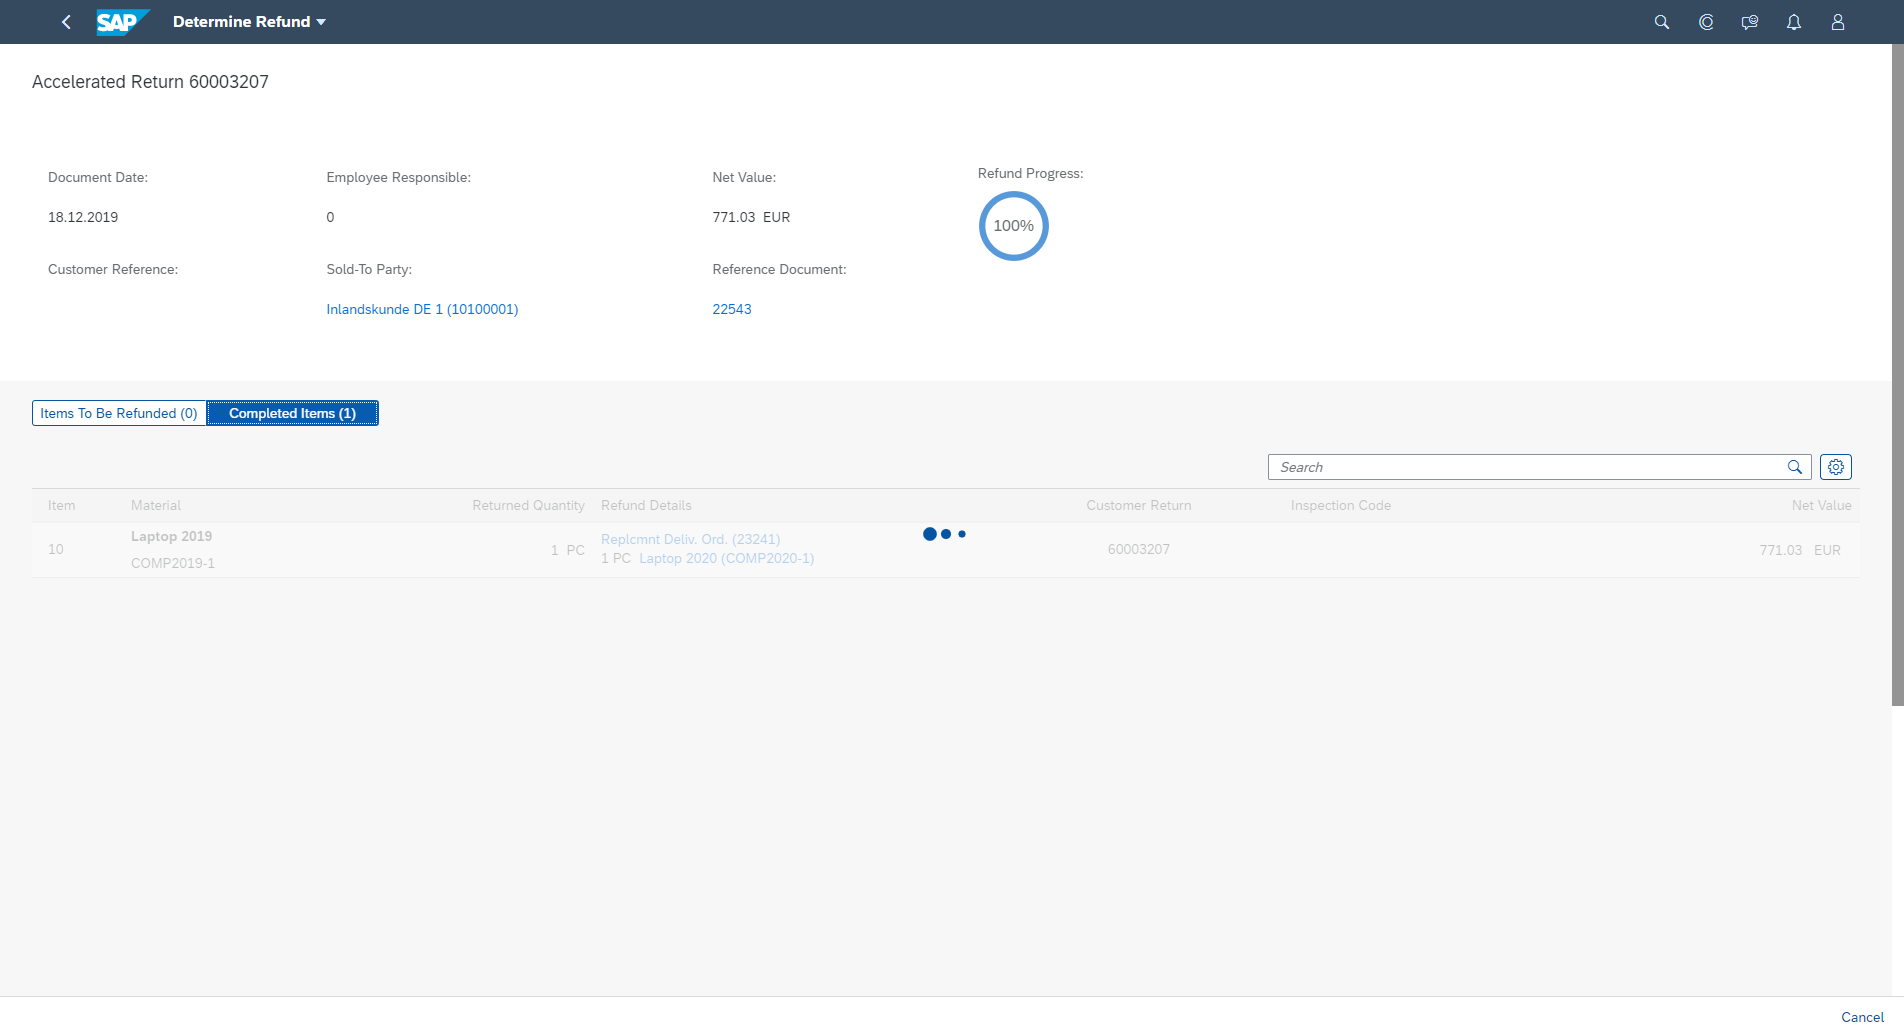 SAP Determine Refund
Accelerated Return 60003207
Document Date: Employee Responsible: Net Value: Refund Progress:
18.12.2019 0 771.03 EUR 100%
Customer Reference: Sold-To Party: Reference Document:
Inlandskunde DE 1 (10100001) 22543
Items To Be Refunded (0) Completed Items (1)
Search
Item Material Returned Quantity Refund Details Customer Return Inspection Code Net Value
10 Laptop 2019 1 PC Replcmnt Deliv. Ord. (23241) 60003207 771.03 EUR
COMP2019-1 1 PC Laptop 2020 (COMP2020-1)
Cancel